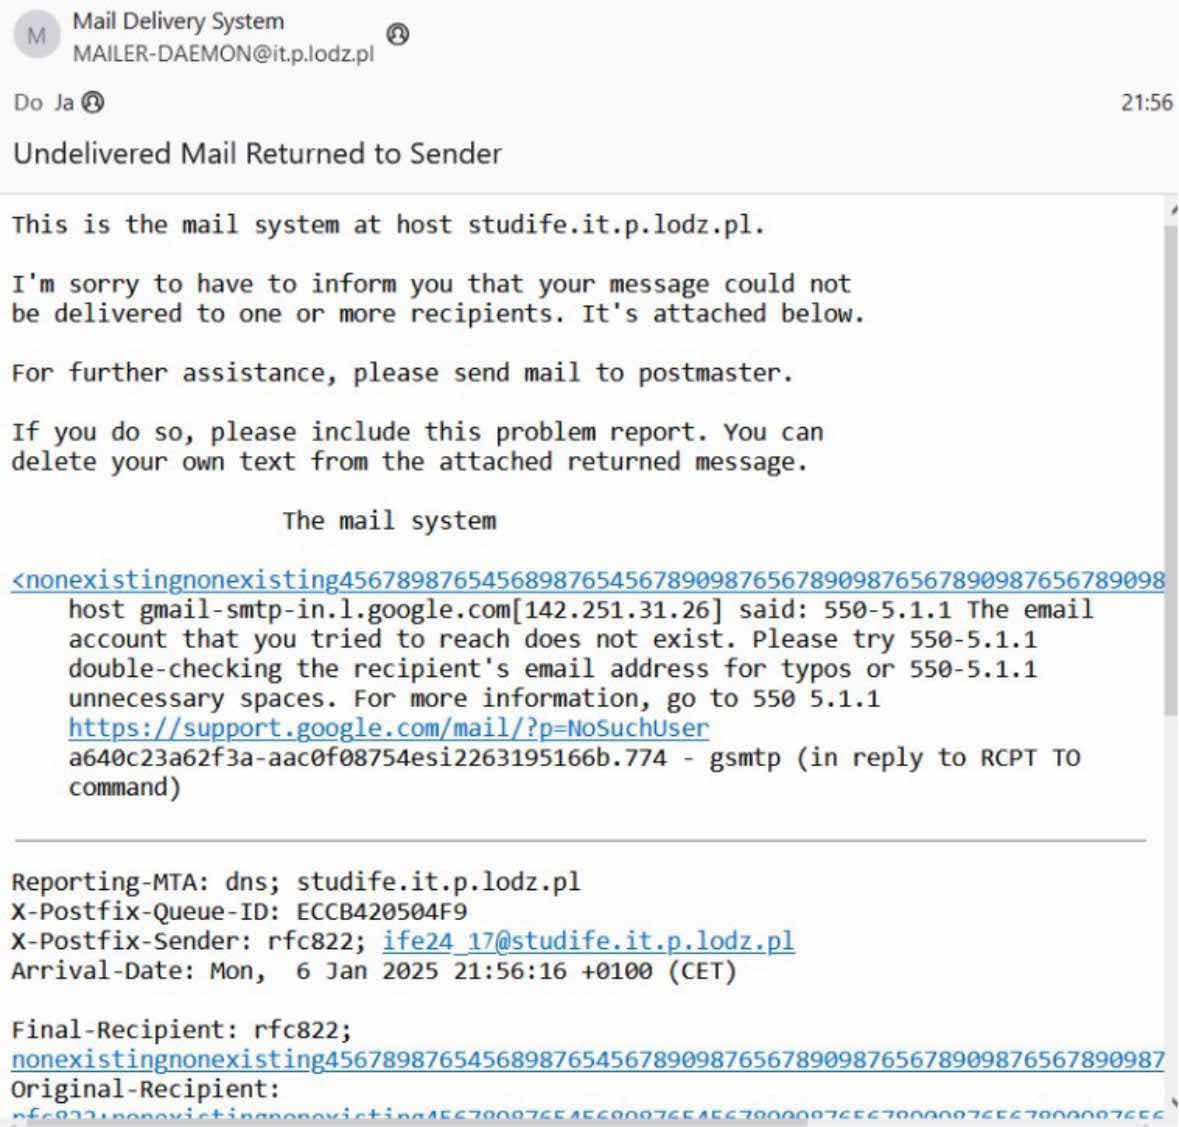 M
Mail Delivery System
MAILER-DAEMON@it.p.lodz.pl
Do Ja
21:56
Undelivered Mail Returned to Sender
This is the mail system at host studife.it.p.lodz.pl.
I'm sorry to have to inform you that your message could not
be delivered to one or more recipients. It's attached below.
For further assistance, please send mail to postmaster.
If you do so, please include this problem report. You can
delete your own text from the attached returned message.
The mail system
<nonexistingnonexisting4567898765456898765456789098765678909876567890987656789098
host gmail-smtp-in.l.google.com[142.251.31.26] said: 550-5.1.1 The email
account that you tried to reach does not exist. Please try 550-5.1.1
double-checking the recipient's email address for typos or 550-5.1.1
unnecessary spaces. For more information, go to 550 5.1.1
https://support.google.com/mail/?p=NoSuchUser
a640c23a62f3a-aac0f08754esi2263195166b.774 - gsmtp (in reply to RCPT TO
command)
Reporting-MTA: dns; studife.it.p.lodz.pl
X-Postfix-Queue-ID: ECCB420504F9
X-Postfix-Sender: rfc822; ife24_17@studife.it.p.lodz.pl
Arrival-Date: Mon,  6 Jan 2025 21:56:16 +0100 (CET)
Final-Recipient: rfc822;
nonexistingnonexisting45678987654568987654567890987656789098765678909876567890987
Original-Recipient: